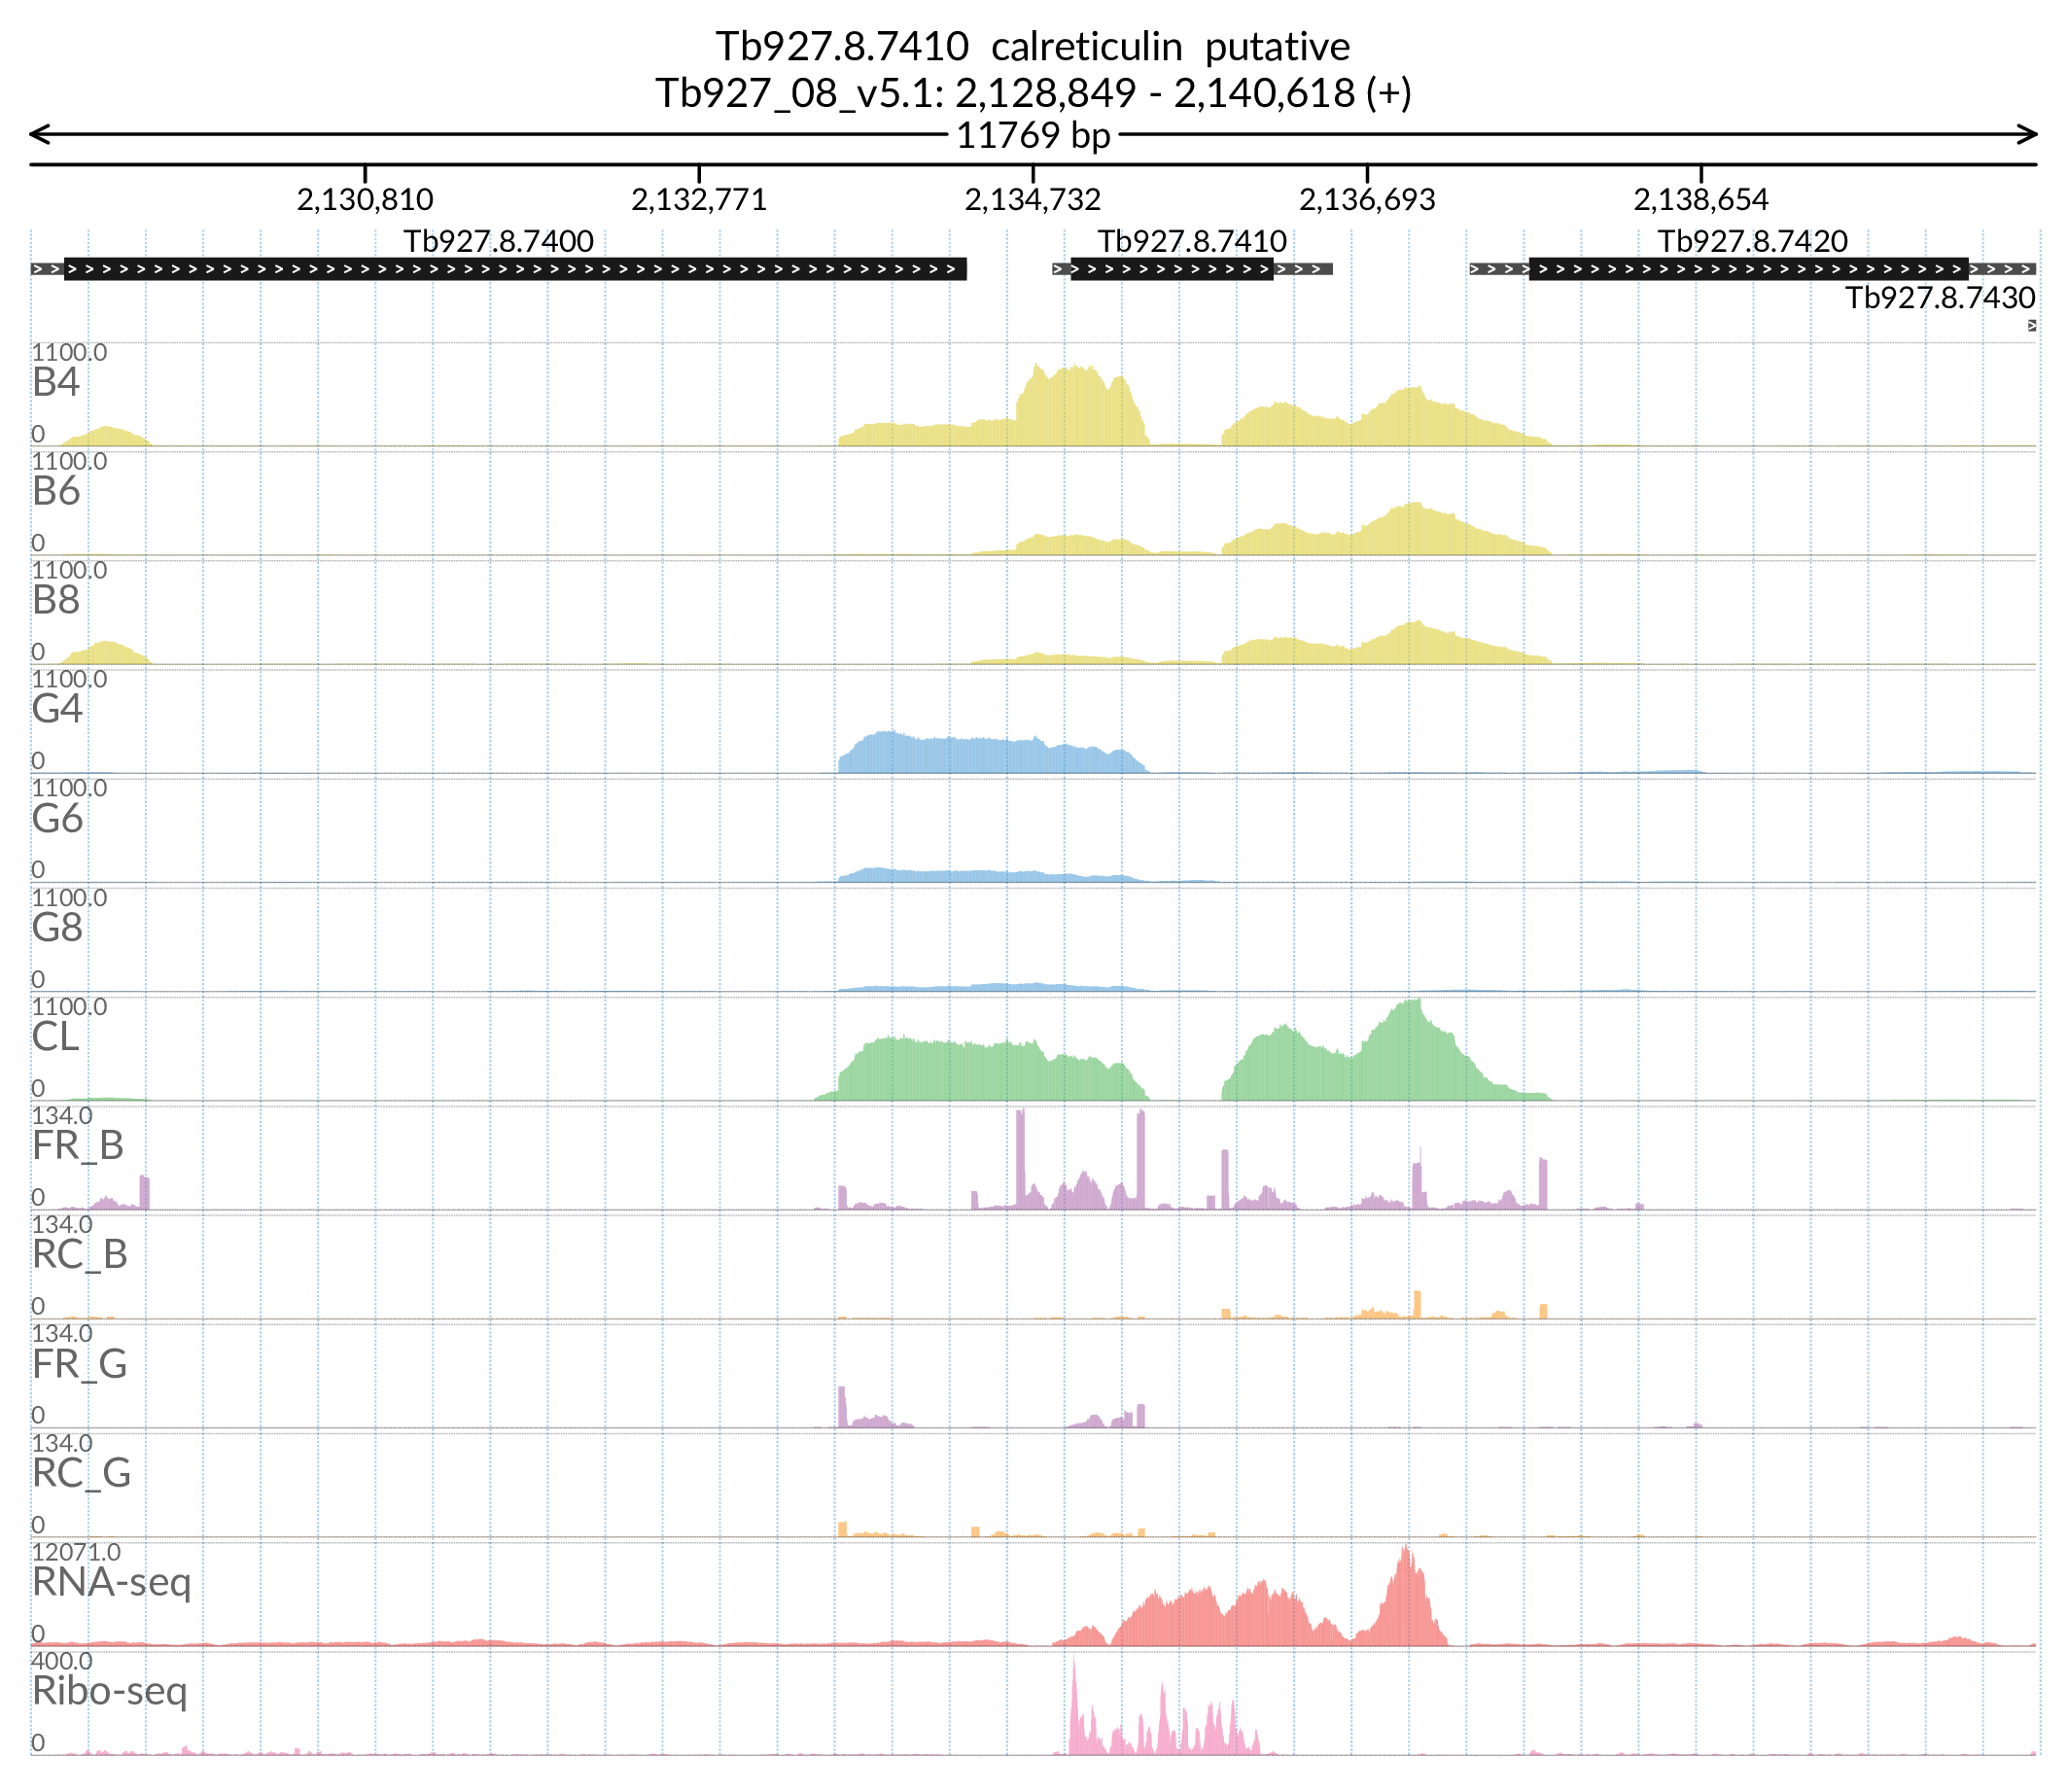 Tb927.8.7410 calreticulin putative
Tb927_08_v5.1: 2,128,849 - 2,140,618 (+)
11769 bp
2,130,810 2,132,771 2,134,732 2,136,693 2,138,654
Tb927.8.7400 Tb927.8.7410 Tb927.8.7420
Tb927.8.7430
1100.0
B4
0
1100.0
B6
0
1100.0
B8
0
1100.0
G4
0
1100.0
G6
0
1100.0
G8
0
1100.0
CL
0
134.0
FR_B
0
134.0
RC_B
0
134.0
FR_G
0
134.0
RC_G
0
12071.0
RNA-seq
0
400.0
Ribo-seq
0